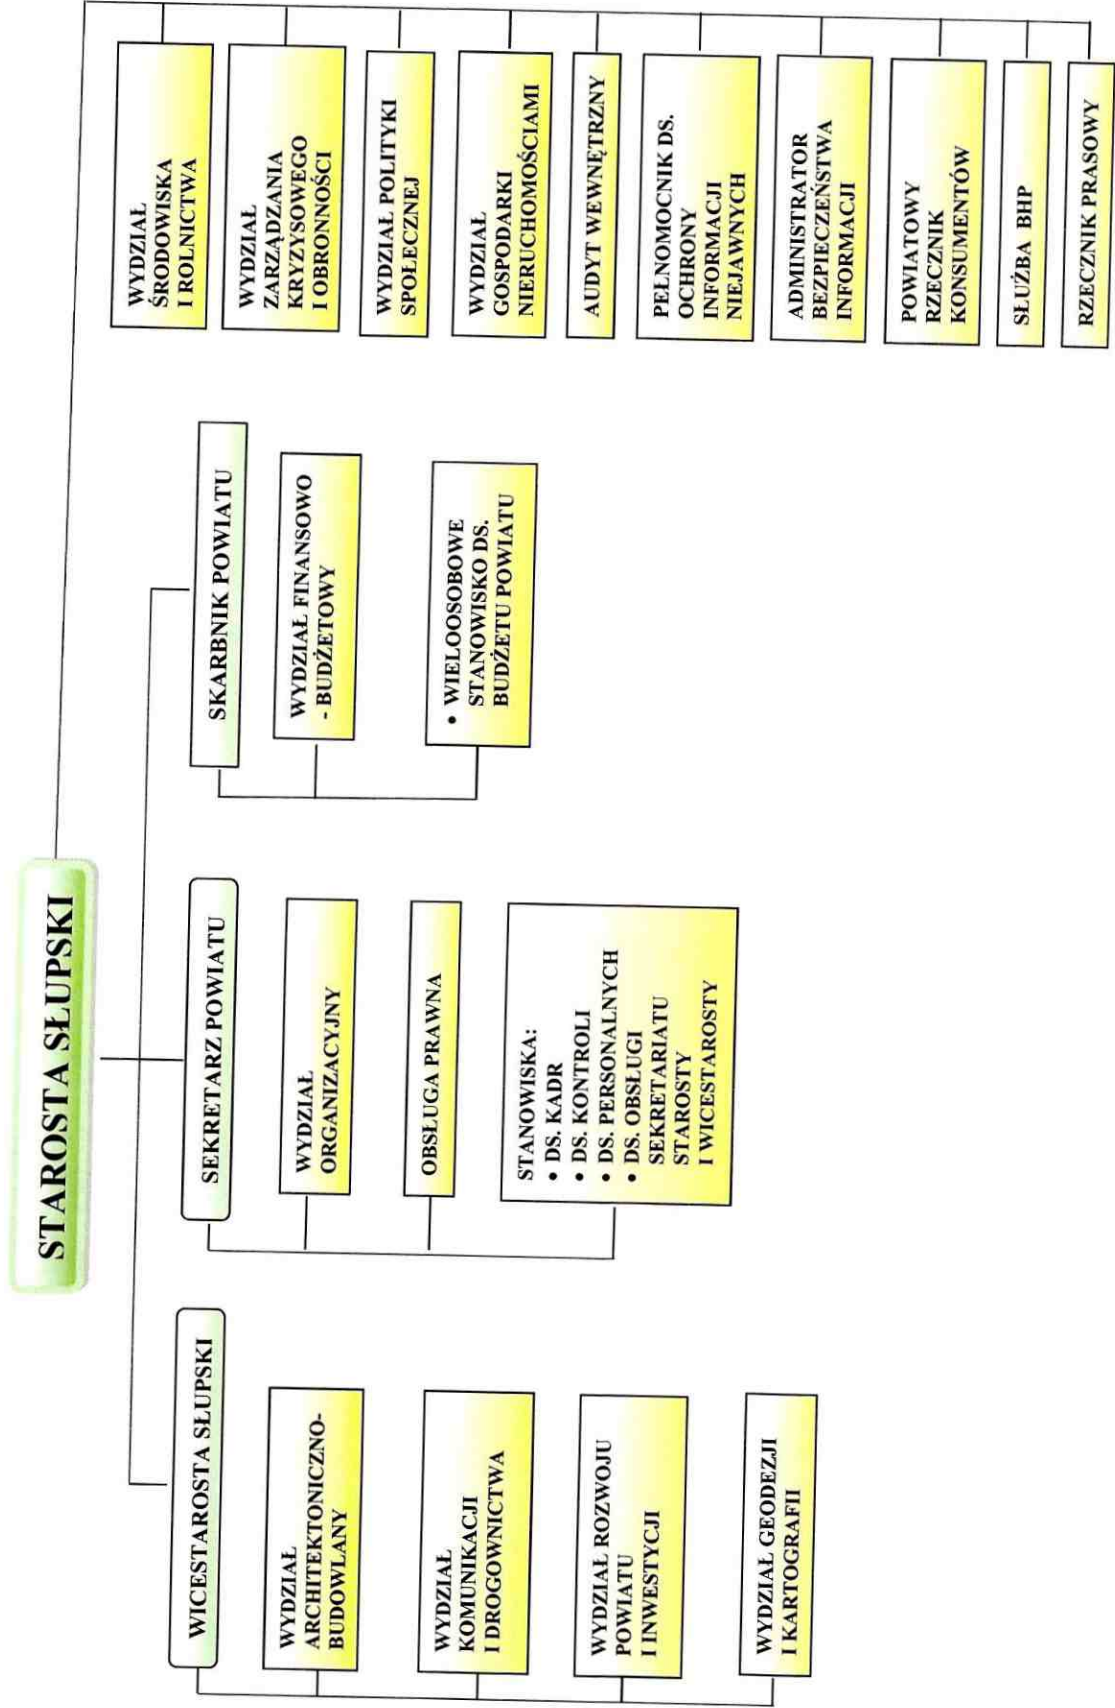 STAROSTA SŁUPSKI
WICESTAROSTA SŁUPSKI
WYDZIAŁ
ARCHITEKTONICZNO-
BUDOWLANY
WYDZIAŁ
KOMUNIKACJI
I DROGOWNICTWA
WYDZIAŁ ROZWOJU
POWIATU
I INWESTYCJI
WYDZIAŁ GEODEZJI
I KARTOGRAFII
SEKRETARZ POWIATU
WYDZIAŁ
ORGANIZACYJNY
OBSŁUGA PRAWNA
STANOWISKA:
• DS. KADR
• DS. KONTROLI
• DS. PERSONALNYCH
• DS. OBSŁUGI
SEKRETARIATU
STAROSTY
I WICESTAROSTY
SKARBNIK POWIATU
WYDZIAŁ FINANSOWO
- BUDŻETOWY
• WIELOOSOBOWE
STANOWISKO DS.
BUDŻETU POWIATU
WYDZIAŁ
ŚRODOWISKA
I ROLNICTWA
WYDZIAŁ
ZARZĄDZANIA
KRYZYSOWEGO
I OBRONNOŚCI
WYDZIAŁ POLITYKI
SPOŁECZNEJ
WYDZIAŁ
GOSPODARKI
NIERUCHOMOŚCIAMI
AUDYT WEWNĘTRZNY
PEŁNOMOCNIK DS.
OCHRONY
INFORMACJI
NIEJAWNYCH
ADMINISTRATOR
BEZPIECZEŃSTWA
INFORMACJI
POWIATOWY
RZECZNIK
KONSUMENTÓW
SŁUŻBA BHP
RZECZNIK PRASOWY